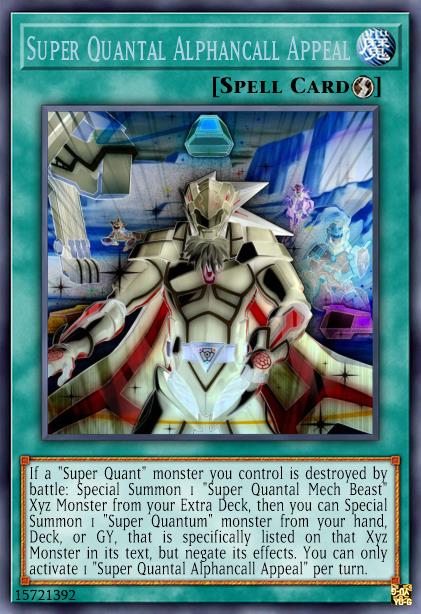 Super Quantal Alphancall Appeal 魔
[Spell Card]
If a "Super Quant" monster you control is destroyed by
battle: Special Summon 1 "Super Quantal Mech Beast"
Xyz Monster from your Extra Deck, then you can Special
Summon 1 "Super Quantum" monster from your hand,
Deck, or GY, that is specifically listed on that Xyz
Monster in its text, but negate its effects. You can only
activate 1 "Super Quantal Alphancall Appeal" per turn.
15721392